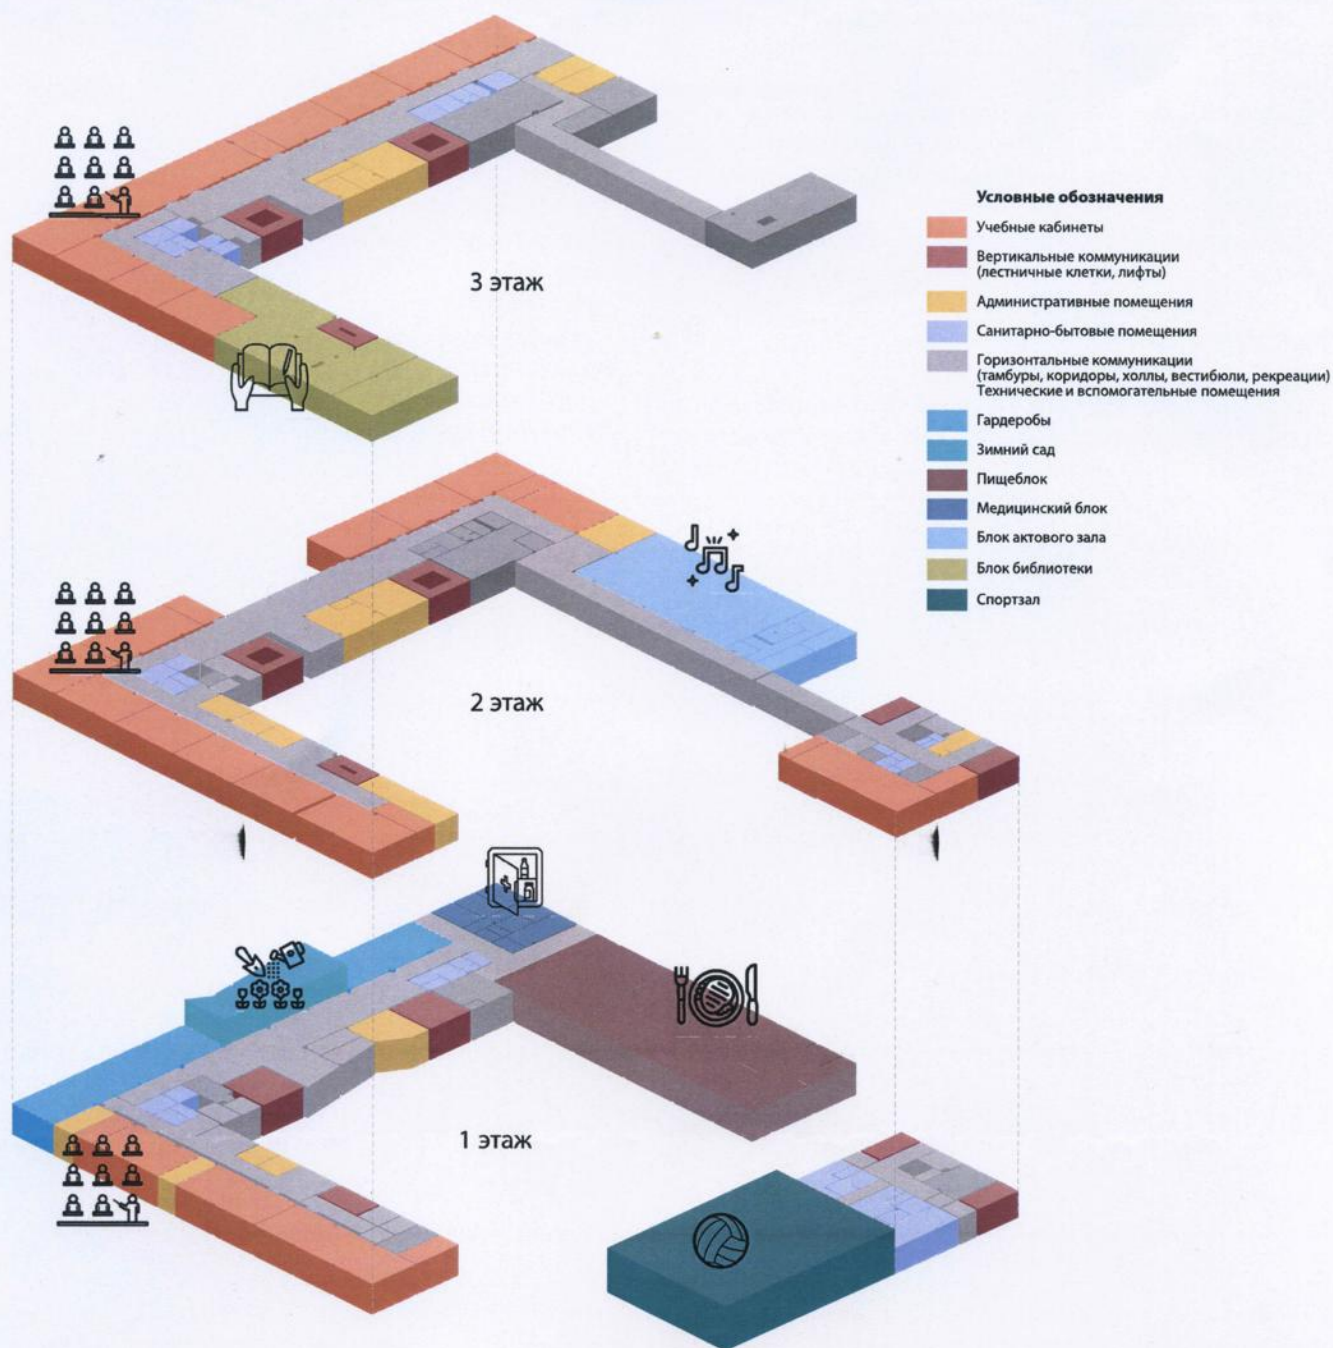 3 этаж
Условные обозначения
Учебные кабинеты
Вертикальные коммуникации
(лестничные клетки, лифты)
Административные помещения
Санитарно-бытовые помещения
Горизонтальные коммуникации
(тамбуры, коридоры, холлы, вестибюли, рекреации)
Технические и вспомогательные помещения
Гардеробы
Зимний сад
Пищеблок
Медицинский блок
Блок актового зала
Блок библиотеки
Спортзал
2 этаж
1 этаж